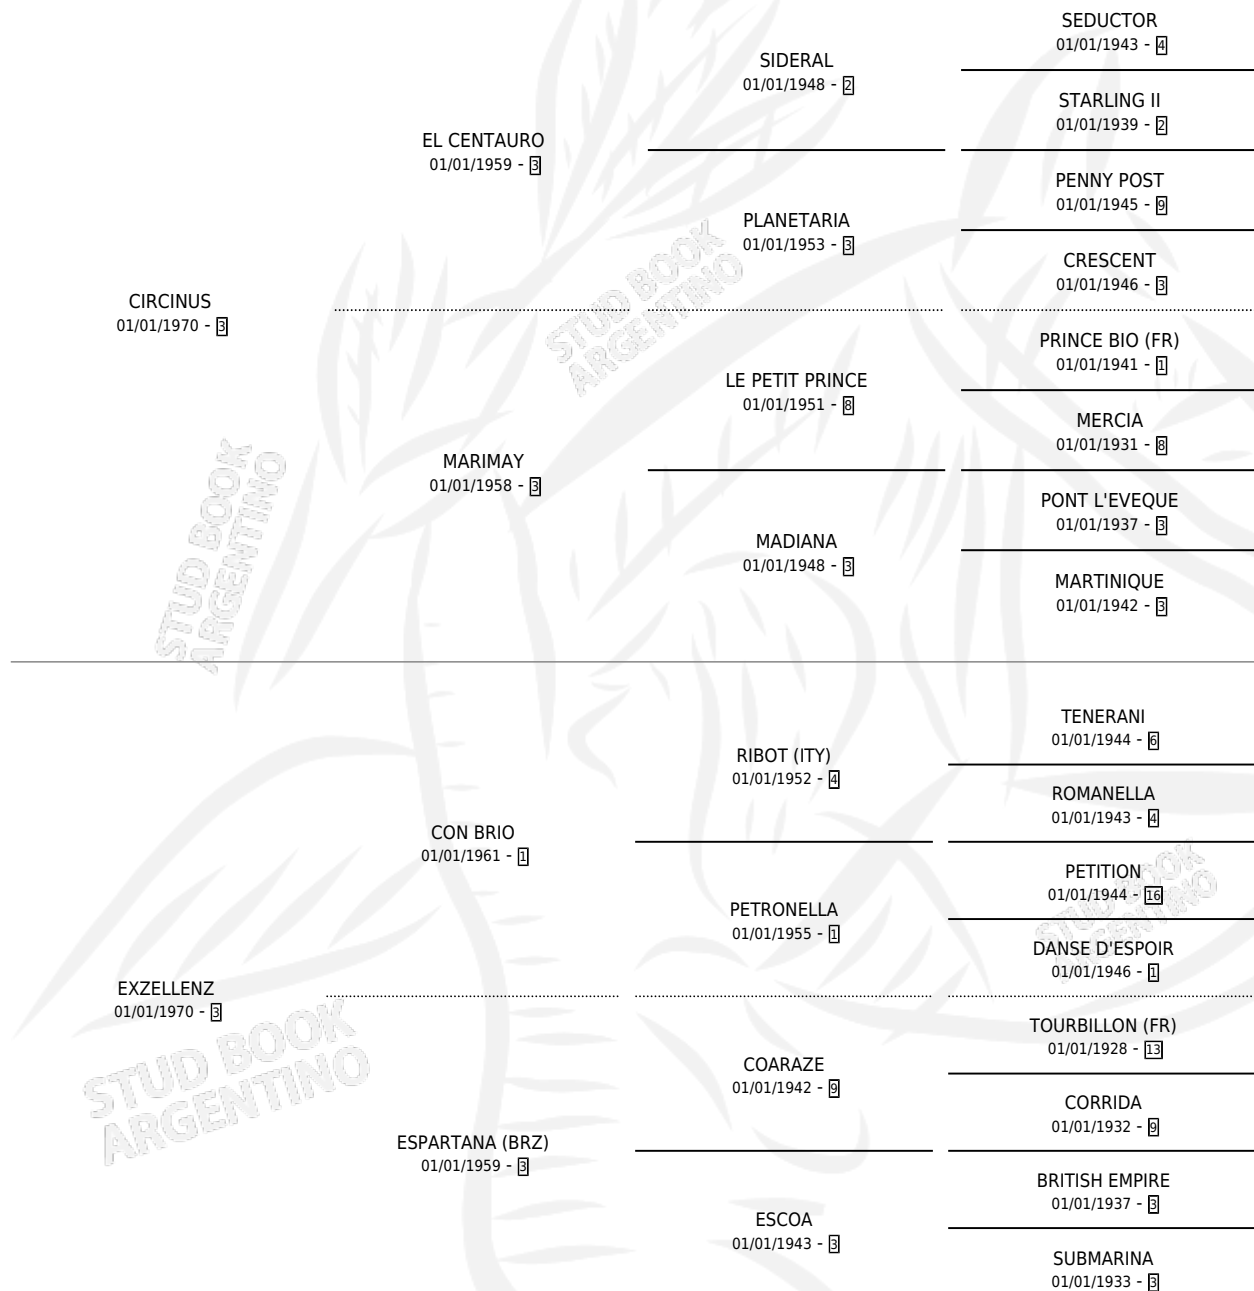 SEDUCTOR
01/01/1943 - 4
SIDERAL
01/01/1948 - 2
STARLING II
01/01/1939 - 2
EL CENTAURO
01/01/1959 - 3
PENNY POST
01/01/1945 - 9
PLANETARIA
01/01/1953 - 3
CRESCENT
01/01/1946 - 3
CIRCINUS
01/01/1970 - 3
STUD BOOK
ARGENTINO
PRINCE BIO (FR)
01/01/1941 - 1
LE PETIT PRINCE
01/01/1951 - 8
MERCIA
01/01/1931 - 8
MARIMAY
01/01/1958 - 3
PONT L'EVEQUE
01/01/1937 - 3
MADIANA
01/01/1948 - 3
MARTINIQUE
01/01/1942 - 3
STUD BOOK
ARGENTINO
TENERANI
01/01/1944 - 6
RIBOT (ITY)
01/01/1952 - 4
ROMANELLA
01/01/1943 - 4
CON BRIO
01/01/1961 - 1
PETITION
01/01/1944 - 16
PETRONELLA
01/01/1955 - 1
STUD BOOK
ARGENTINO
DANSE D'ESPOIR
01/01/1946 - 1
EXZELLENZ
01/01/1970 - 3
TOURBILLON (FR)
01/01/1928 - 13
STUD BOOK
ARGENTINO
COARAZE
01/01/1942 - 9
CORRIDA
01/01/1932 - 9
ESPARTANA (BRZ)
01/01/1959 - 3
BRITISH EMPIRE
01/01/1937 - 3
ESCOA
01/01/1943 - 3
SUBMARINA
01/01/1933 - 3